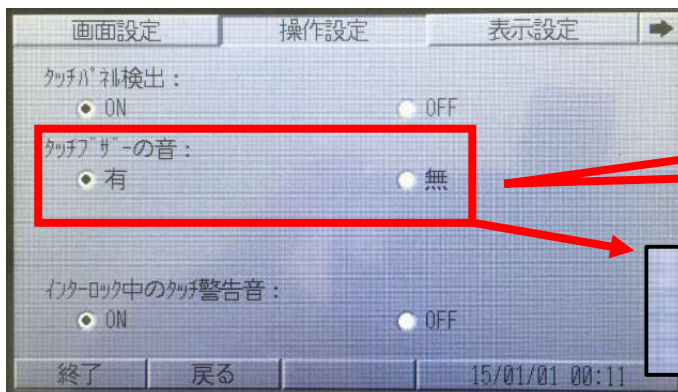 画面設定 操作設定 表示設定
ﾀｯﾁﾊﾟﾈﾙ検出：
ON OFF
ﾀｯﾁﾌﾞｻﾞｰの音：
有 無
ｲﾝﾀｰﾛｯｸ中のﾀｯﾁ警告音：
ON OFF
終了 戻る 15/01/01 00:11